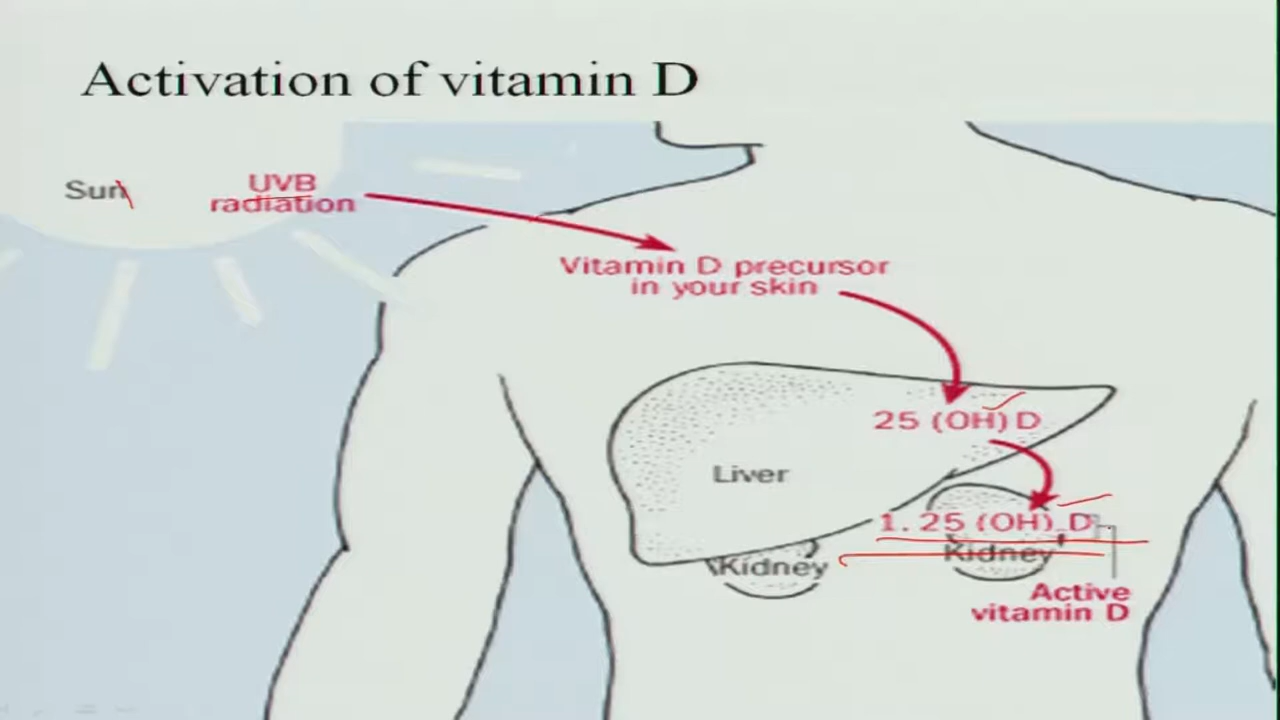 Activation of vitamin D
Sun
UVB
radiation
Vitamin D precursor
in your skin
25 (OH) D
Liver
1. 25 (OH) D
Kidney
Kidney
Active
vitamin D